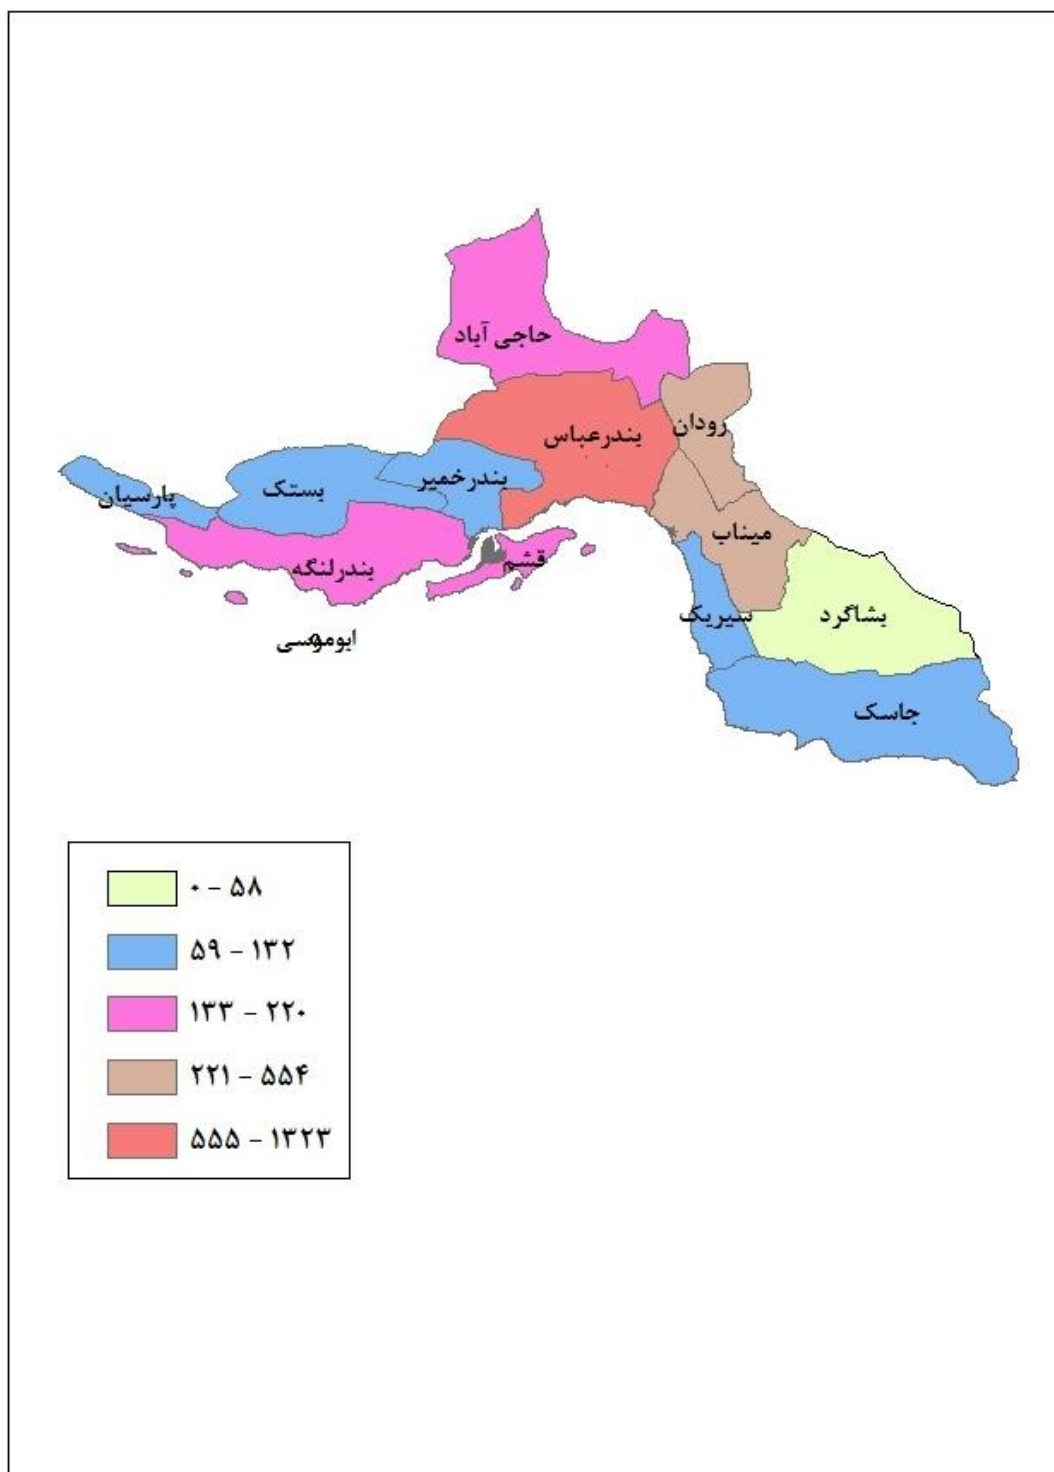 حاجی آباد
رودان
بندرعباس
بندرخمیر
بستک
پارسیان
میناب
قشم
بندرلنگه
بشاگرد
سیریک
ابوموسی
جاسک
۰ - ۵۸
۵۹ - ۱۳۲
۱۳۳ - ۲۲۰
۲۲۱ - ۵۵۴
۵۵۵ - ۱۳۲۳